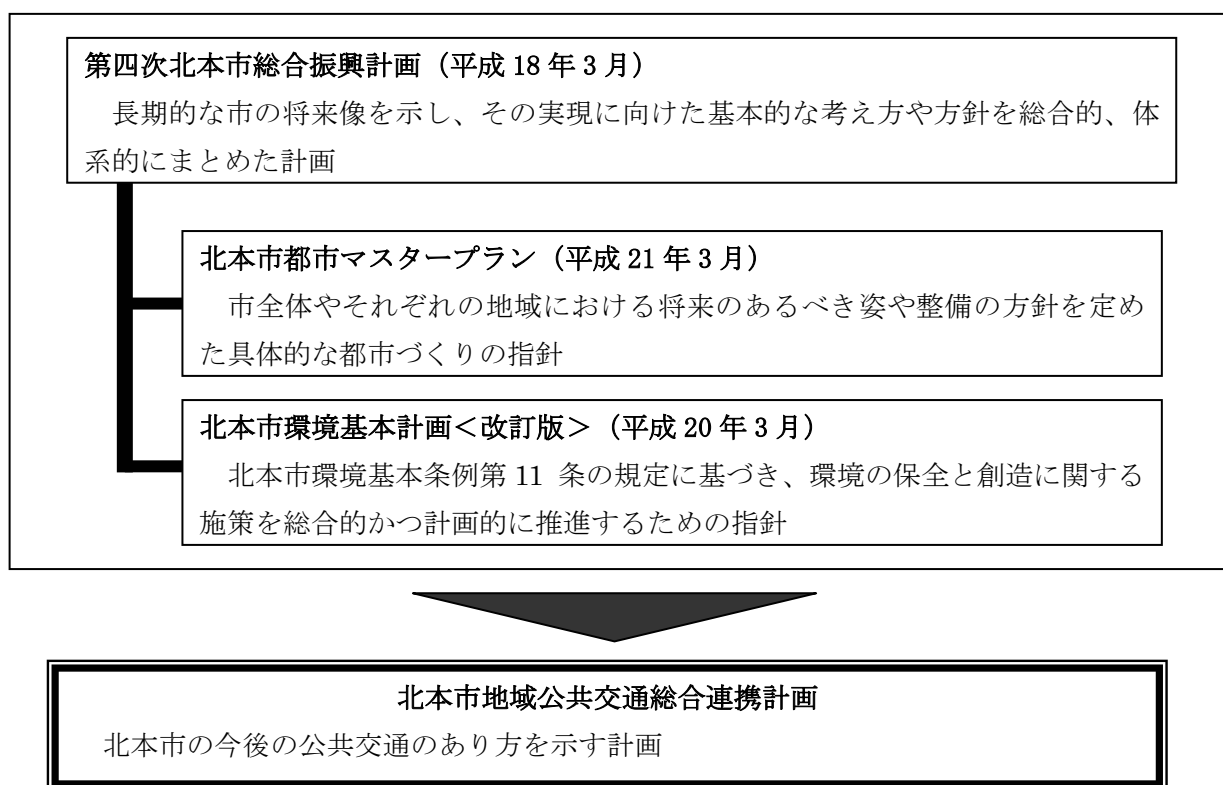 第四次北本市総合振興計画（平成 18 年 3 月）
長期的な市の将来像を示し、その実現に向けた基本的な考え方や方針を総合的、体
系的にまとめた計画
北本市都市マスタープラン（平成 21 年 3 月）
市全体やそれぞれの地域における将来のあるべき姿や整備の方針を定め
た具体的な都市づくりの指針
北本市環境基本計画＜改訂版＞（平成 20 年 3 月）
北本市環境基本条例第 11 条の規定に基づき、環境の保全と創造に関する
施策を総合的かつ計画的に推進するための指針
北本市地域公共交通総合連携計画
北本市の今後の公共交通のあり方を示す計画